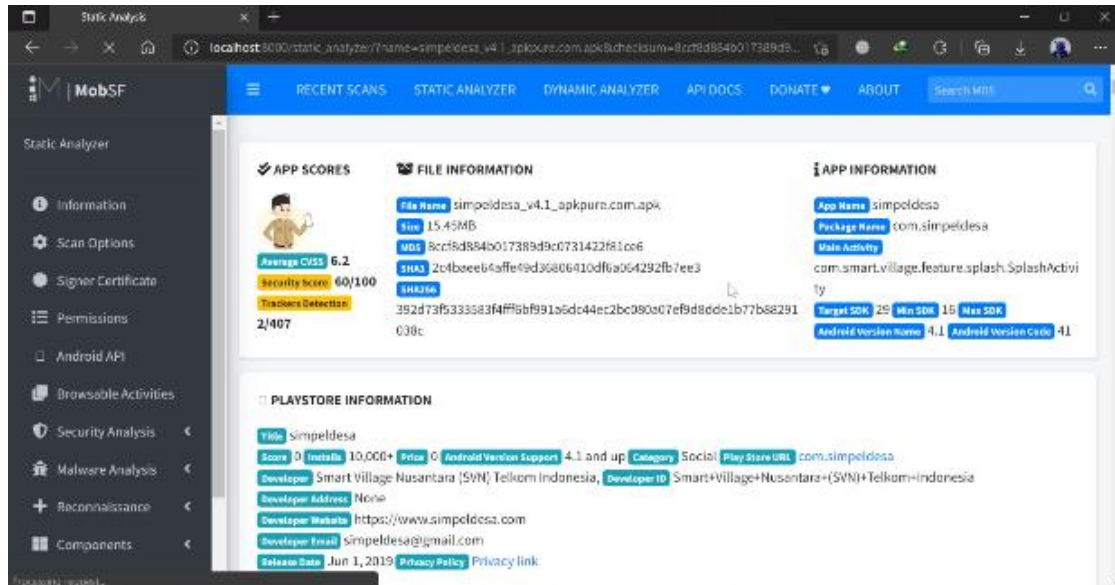 Static Analysis
localhost:8000/static_analyzer/?name=simpeldesa_v4.1_apkpure.com.apk&checksum=8ccf8d884b017389d9...
MobSF
RECENT SCANS STATIC ANALYZER DYNAMIC ANALYZER API DOCS DONATE ♥ ABOUT Search MD5
Static Analyzer
Information
Scan Options
Signer Certificate
Permissions
Android API
Browsable Activities
Security Analysis
Malware Analysis
Reconnaissance
Components
APP SCORES
Average CVSS 6.2
Security Score 60/100
Trackers Detection
2/407
FILE INFORMATION
File Name simpeldesa_v4.1_apkpure.com.apk
Size 15.45MB
MD5 8ccf8d884b017389d9c0731422f81ce6
SHA1 2c4baee64affe49d36806410df6a064292fb7ee3
SHA256
392d73f5333583f4fff6bf991a6dc44ec2bc080a07ef9d8dde1b77b88291
038c
APP INFORMATION
App Name simpeldesa
Package Name com.simpeldesa
Main Activity
com.smart.village.feature.splash.SplashActivi
ty
Target SDK 29 Min SDK 16 Max SDK
Android Version Name 4.1 Android Version Code 41
PLAYSTORE INFORMATION
Title simpeldesa
Score 0 Installs 10,000+ Price 0 Android Version Support 4.1 and up Category Social Play Store URL com.simpeldesa
Developer Smart Village Nusantara (SVN) Telkom Indonesia, Developer ID Smart+Village+Nusantara+(SVN)+Telkom+Indonesia
Developer Address None
Developer Website https://www.simpeldesa.com
Developer Email simpeldesa@gmail.com
Release Date Jun 1, 2019 Privacy Policy Privacy link
Processing request...